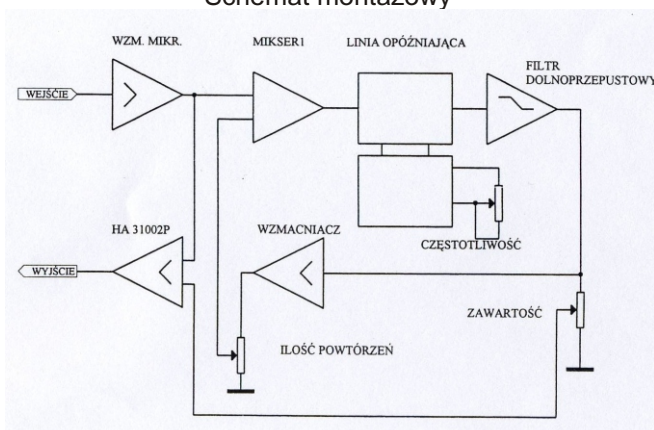 Schemat montażowy
WZM. MIKR.
MIKSER1
LINIA OPÓŹNIAJĄCA
FILTR
DOLNOPRZEPUSTOWY
WEJŚCIE
HA 31002P
WZMACNIACZ
CZĘSTOTLIWOŚĆ
WYJŚCIE
ZAWARTOŚĆ
ILOŚĆ POWTÓRZEŃ